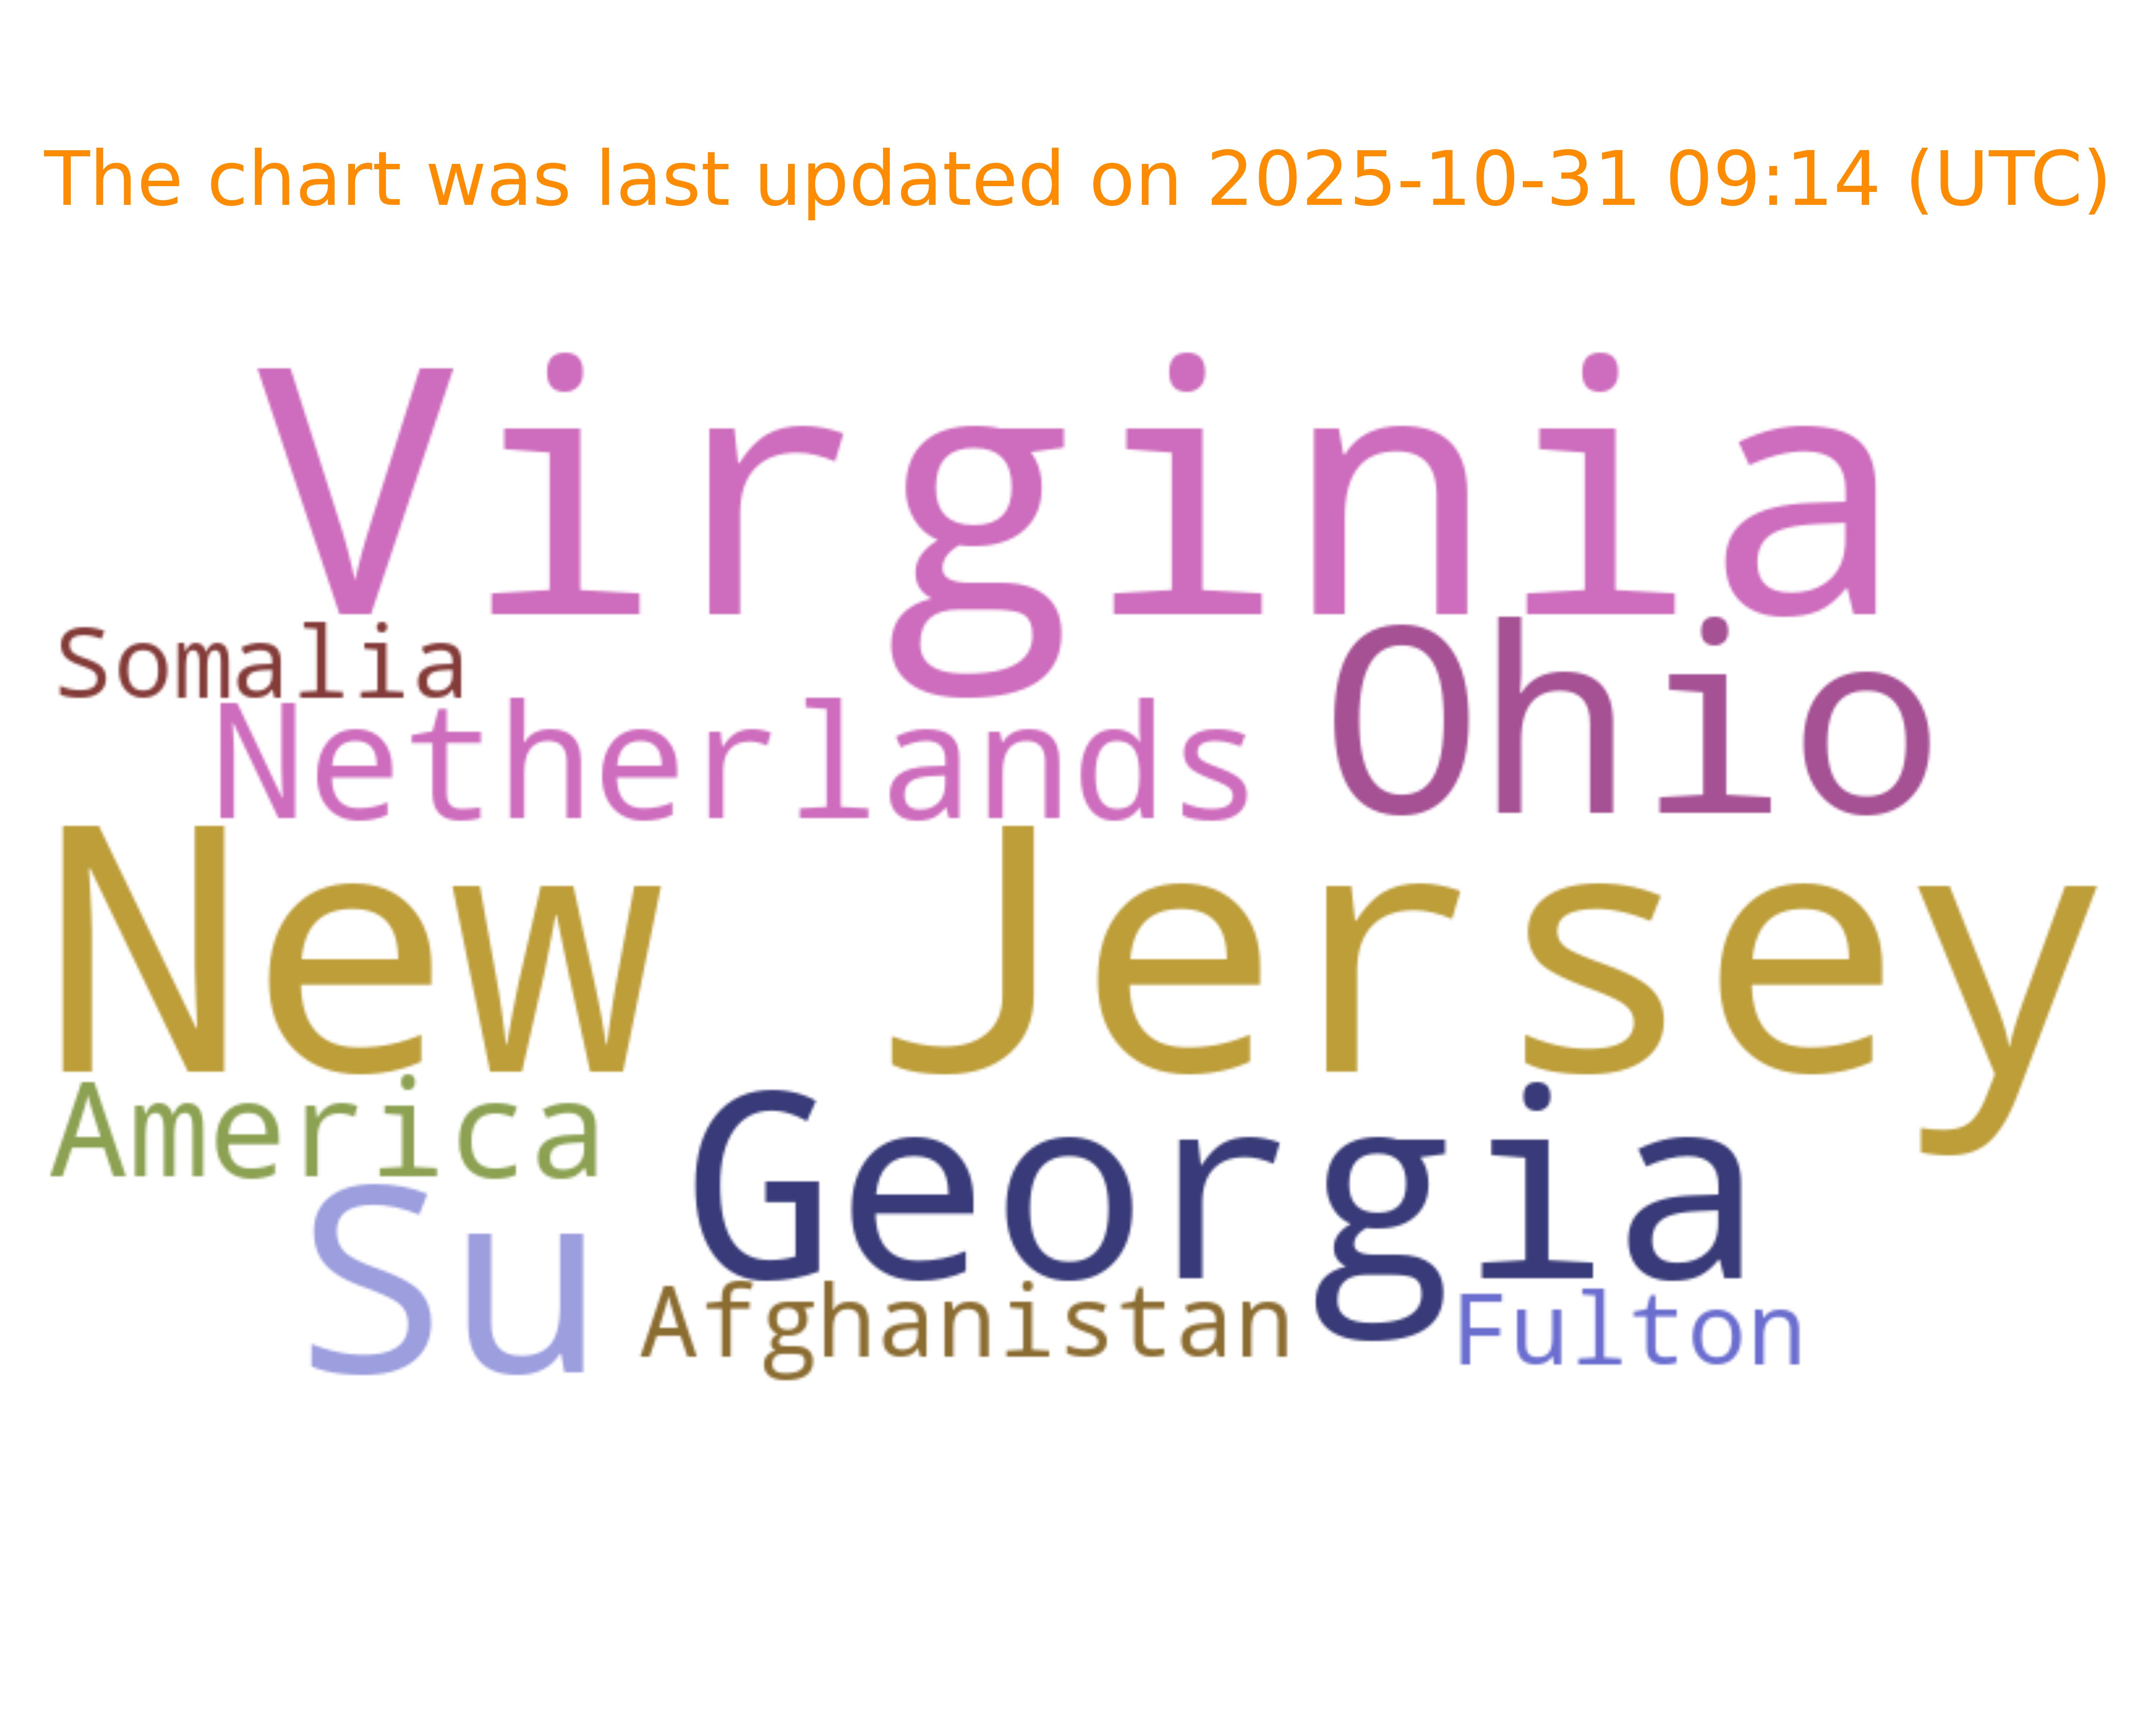 The chart was last updated on 2025-10-31 09:14 (UTC)
Virginia
Somalia
Ohio
Netherlands
New Jersey
America
Georgia
Su
Afghanistan
Fulton